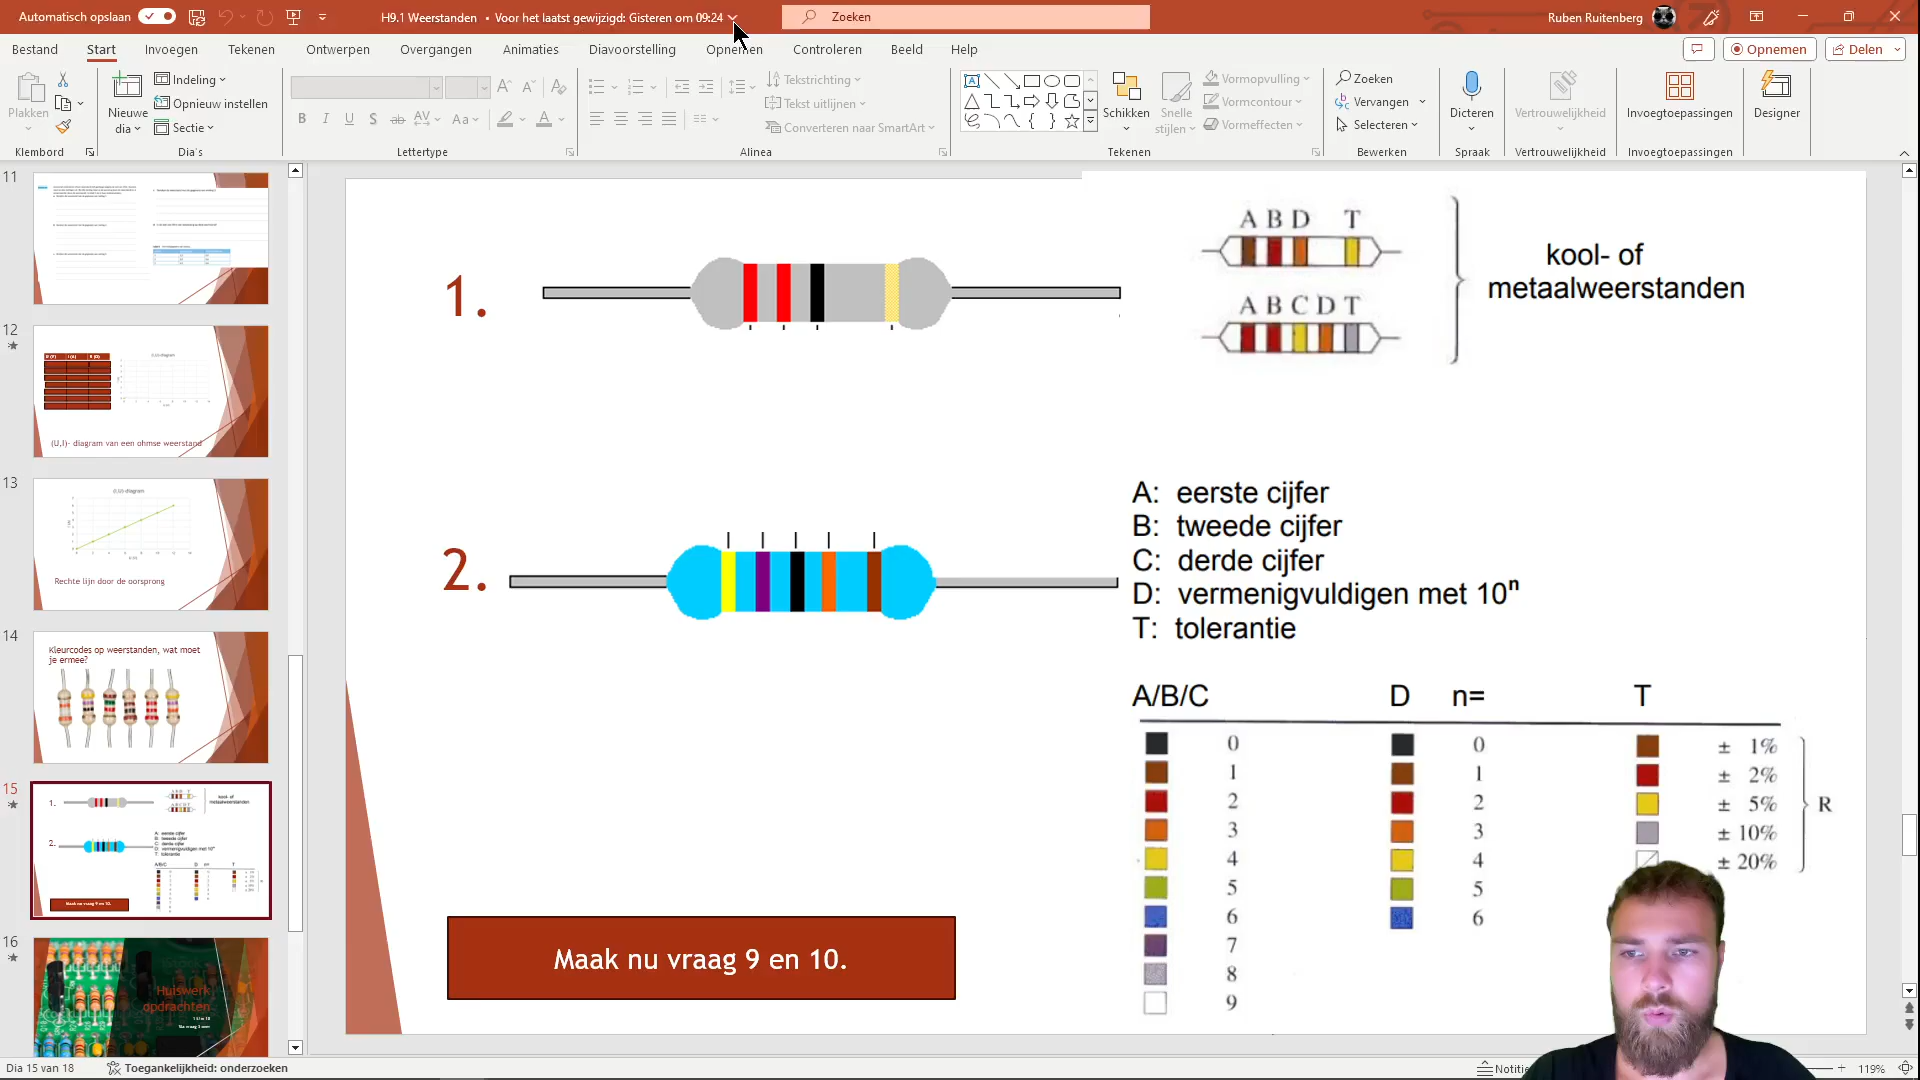 Automatisch opslaan
H9.1 Weerstanden • Voor het laatst gewijzigd: Gisteren om 09:24
Zoeken
Ruben Ruitenberg
Bestand Start Invoegen Tekenen Ontwerpen Overgangen Animaties Diavoorstelling Opnemen Controleren Beeld Help
Opnemen
Delen
Plakken
Nieuwe dia
Indeling
Opnieuw instellen
Sectie
Aa
Tekstrichting
Tekst uitlijnen
Converteren naar SmartArt
Schikken
Snelle stijlen
Vormopvulling
Vormcontour
Vormeffecten
Zoeken
Vervangen
Selecteren
Dicteren
Vertrouwelijkheid
Invoegtoepassingen
Designer
Klembord
Dia's
Lettertype
Alinea
Tekenen
Bewerken
Spraak
Vertrouwelijkheid
Invoegtoepassingen
11
12
(U,I)- diagram van een ohmse weerstand
13
Rechte lijn door de oorsprong
14
Kleurcodes op weerstanden, wat moet
je ermee?
15
16
Huiswerk
opdrachten
1.
A B D T
A B C D T
kool- of
metaalweerstanden
2.
A: eerste cijfer
B: tweede cijfer
C: derde cijfer
D: vermenigvuldigen met 10ⁿ
T: tolerantie
A/B/C D n= T
0 0 ± 1%
1 1 ± 2%
2 2 ± 5%
3 3 ± 10%
4 4 ± 20%
5 5
6 6
7
8
9
R
Maak nu vraag 9 en 10.
Dia 15 van 18
Toegankelijkheid: onderzoeken
119%